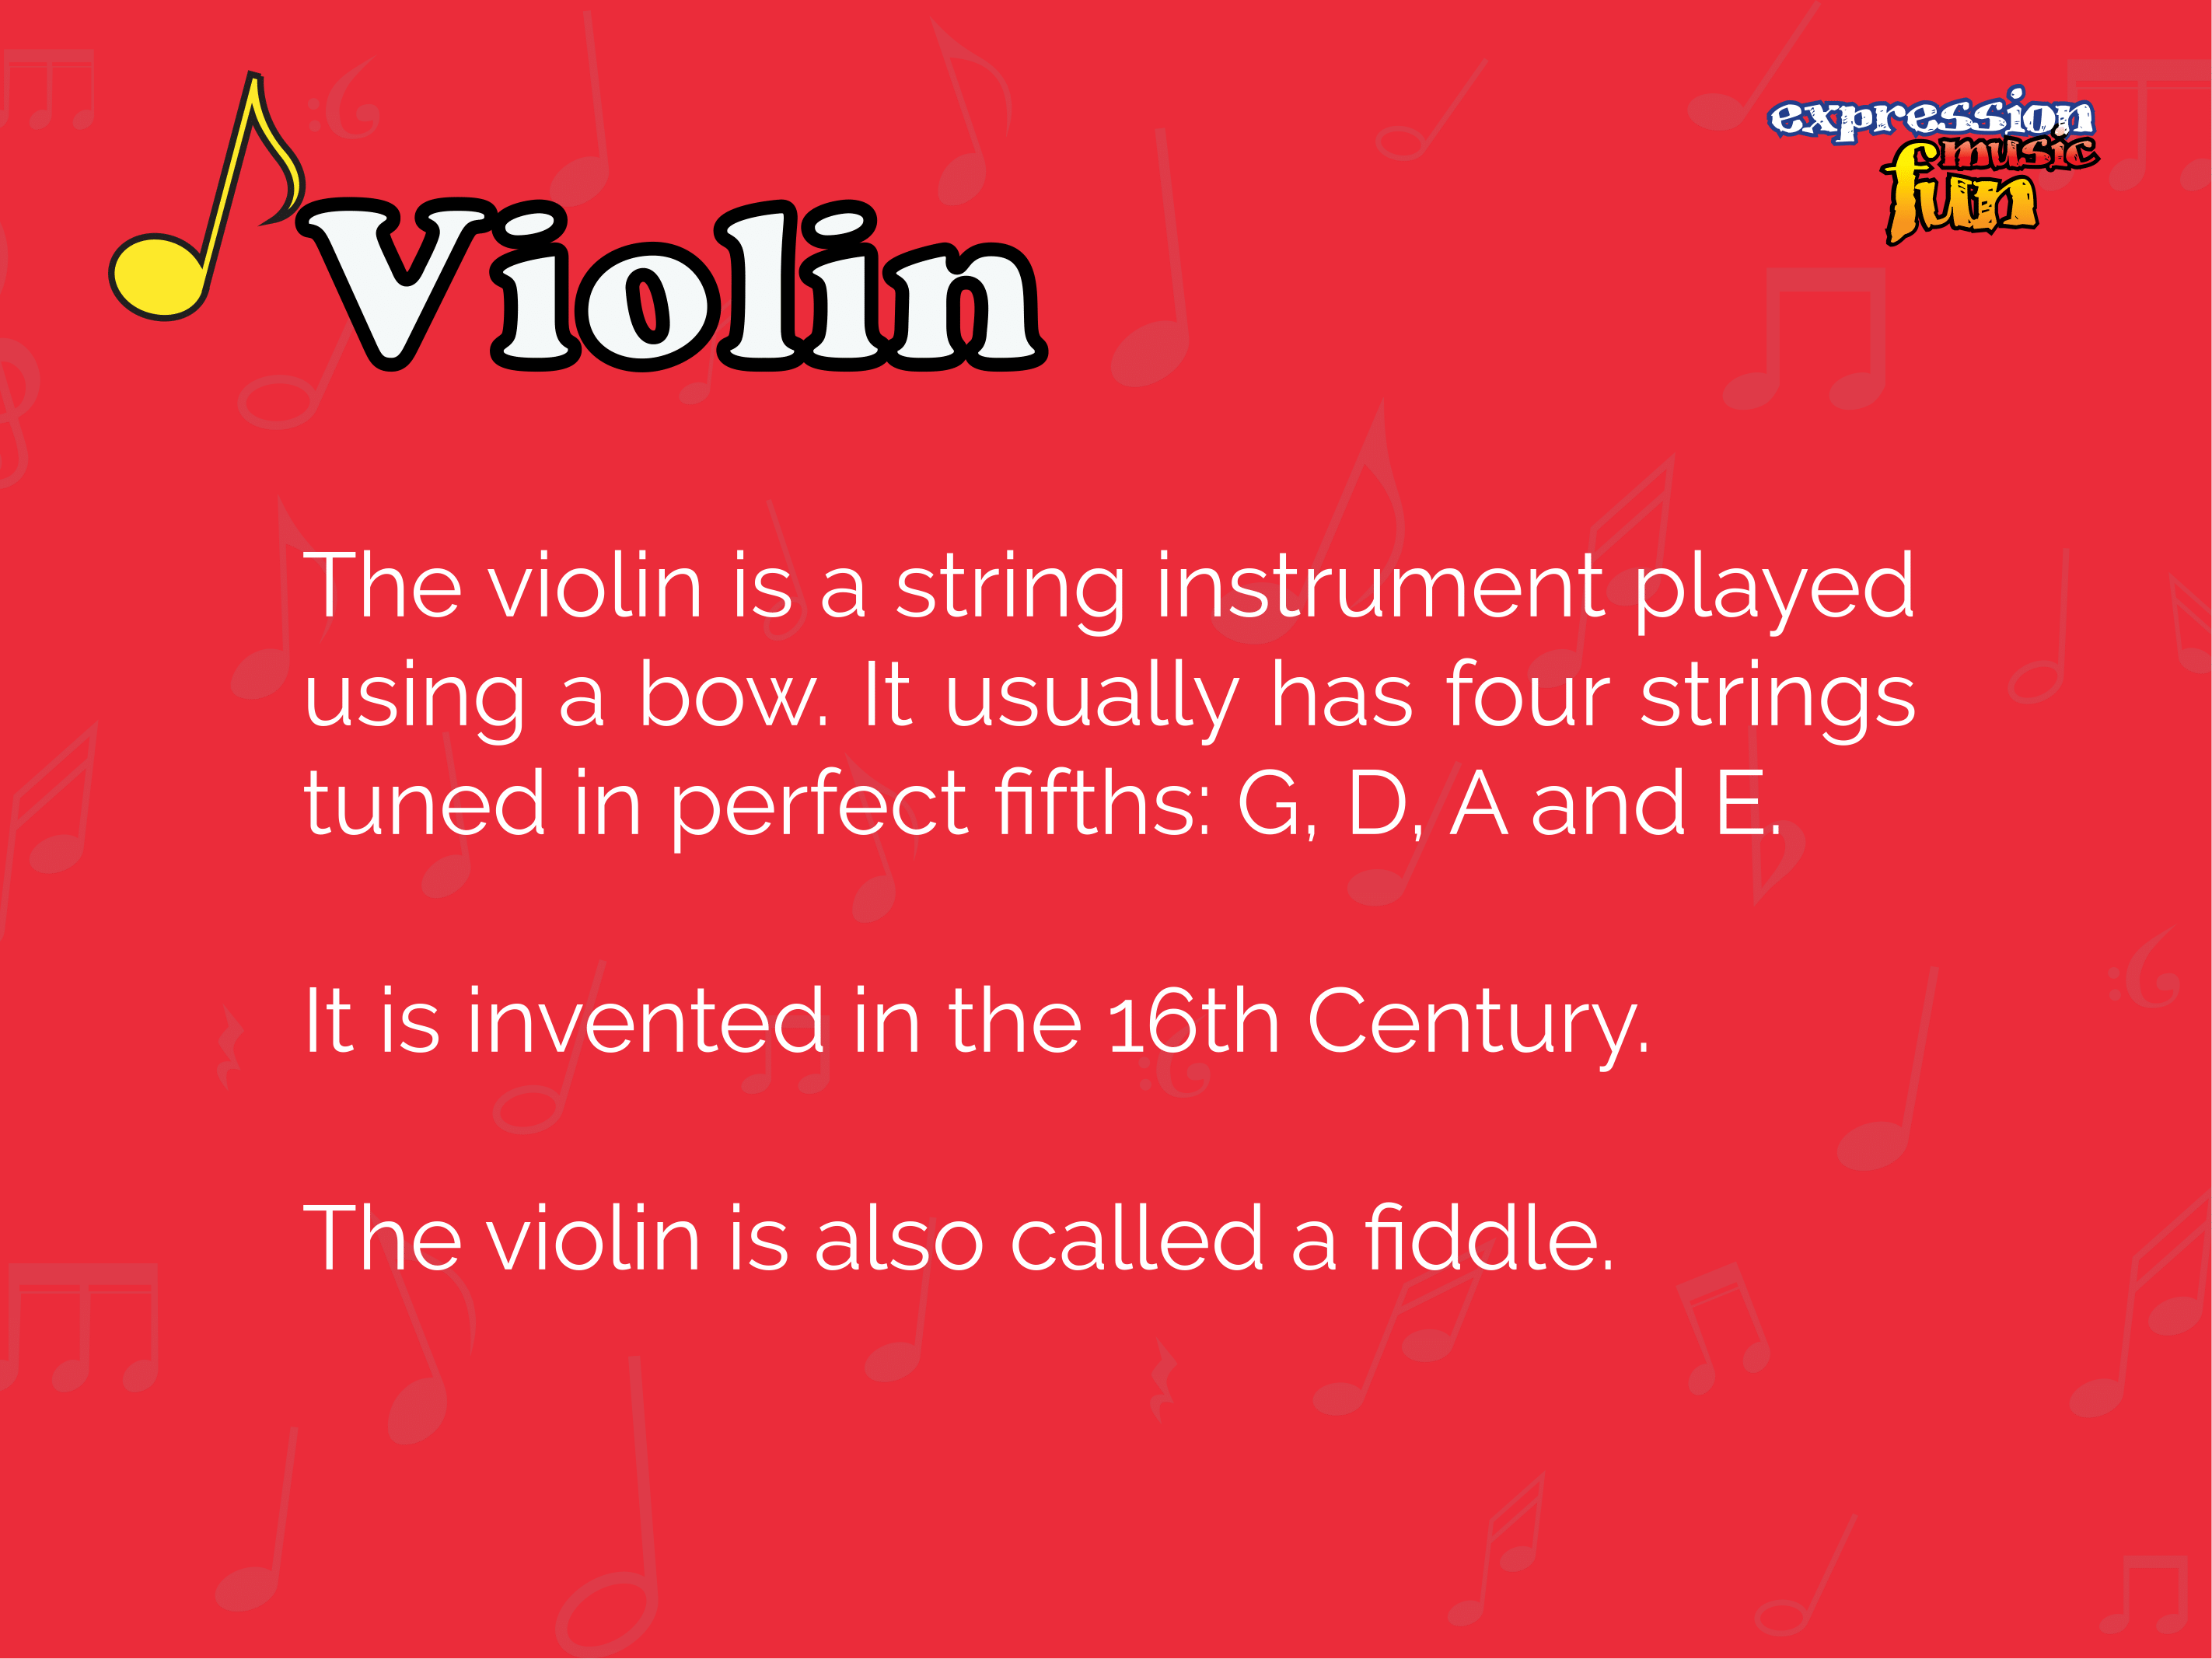 expression
music
fun
Violin
The violin is a string instrument played
using a bow. It usually has four strings
tuned in perfect fifths: G, D, A and E.
It is invented in the 16th Century.
The violin is also called a fiddle.